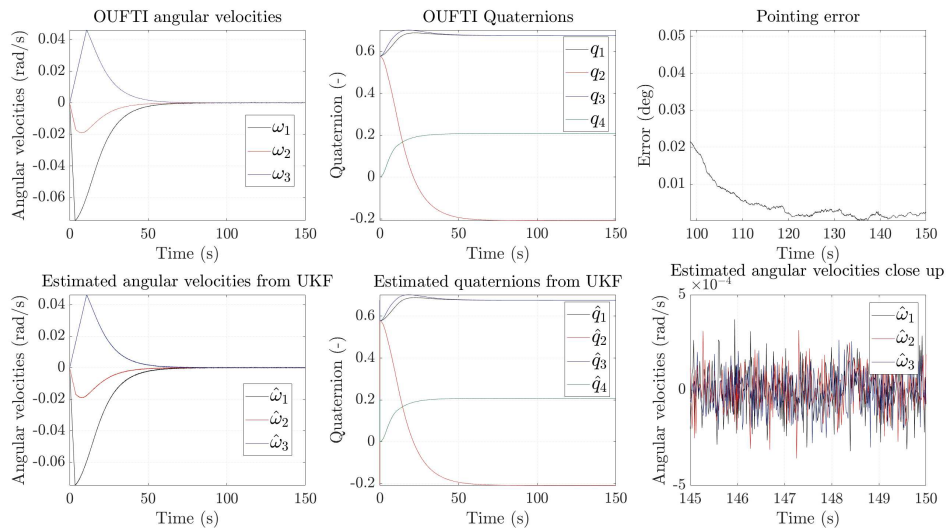 OUFTI angular velocities
Angular velocities (rad/s)
0.04
0.02
0
-0.02
-0.04
-0.06
ω1
ω2
ω3
0 50 100 150
Time (s)
OUFTI Quaternions
Quaternion (-)
0.6
0.4
0.2
0
-0.2
q1
q2
q3
q4
0 50 100 150
Time (s)
Pointing error
Error (deg)
0.05
0.04
0.03
0.02
0.01
100 110 120 130 140 150
Time (s)
Estimated angular velocities from UKF
Angular velocities (rad/s)
0.04
0.02
0
-0.02
-0.04
-0.06
ω̂1
ω̂2
ω̂3
0 50 100 150
Time (s)
Estimated quaternions from UKF
Quaternion (-)
0.6
0.4
0.2
0
-0.2
q̂1
q̂2
q̂3
q̂4
0 50 100 150
Time (s)
Estimated angular velocities close up
×10⁻⁴
Angular velocities (rad/s)
5
0
-5
ω̂1
ω̂2
ω̂3
145 146 147 148 149 150
Time (s)